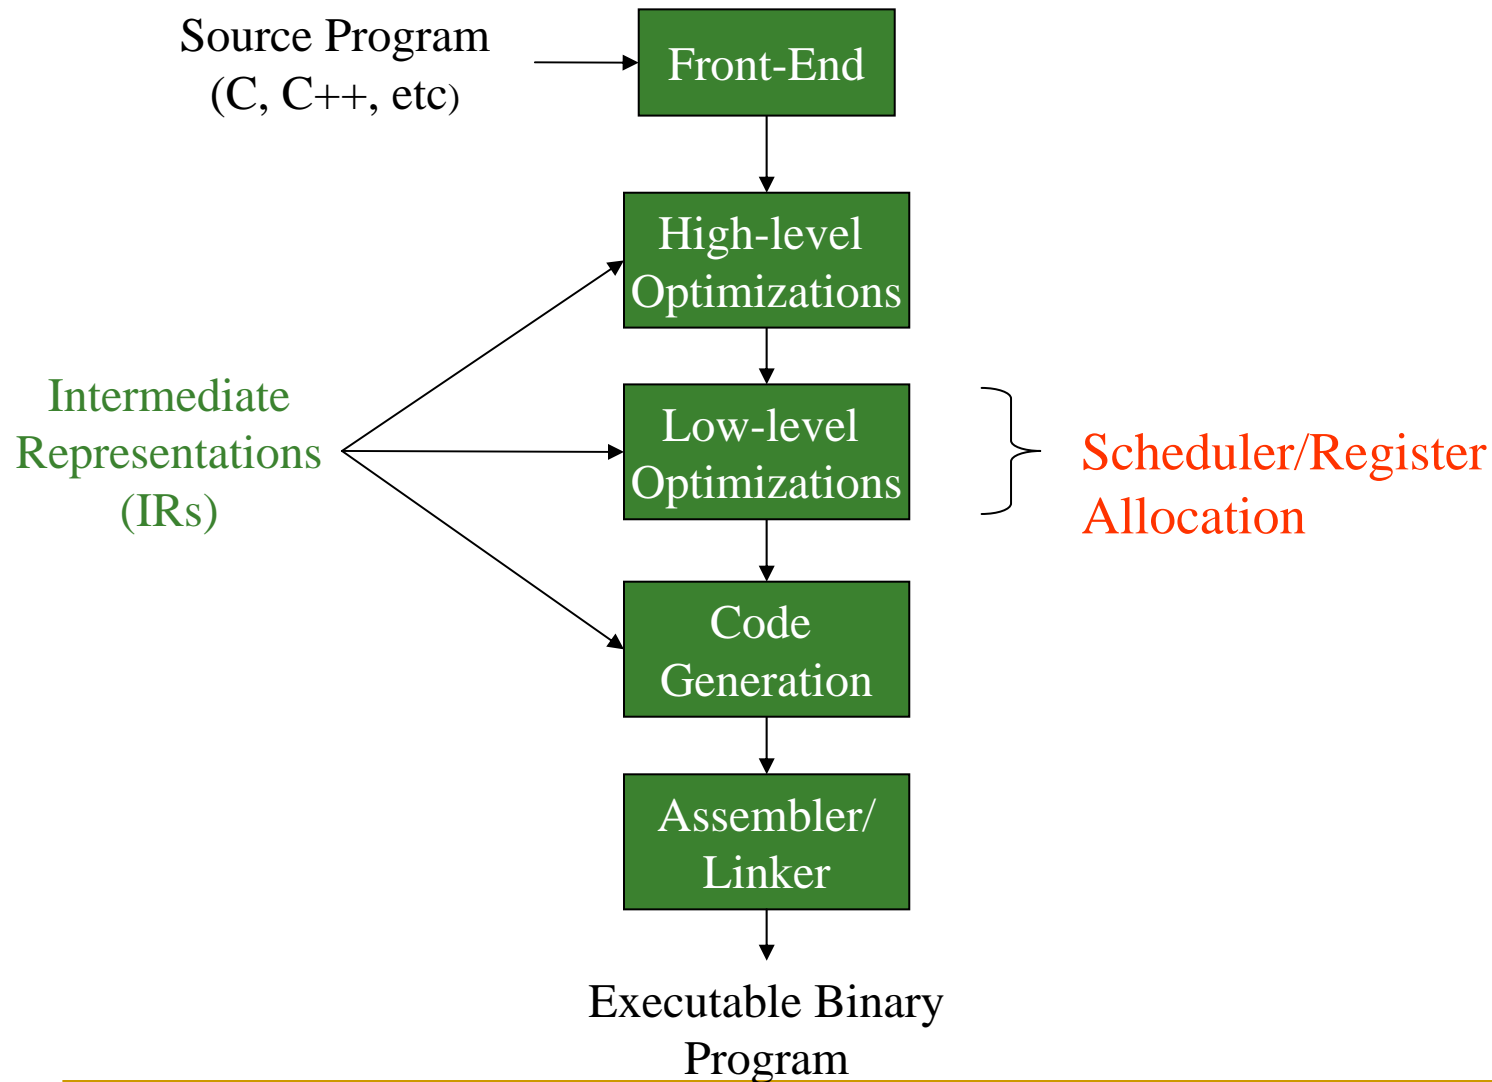 Source Program
(C, C++, etc)
Front-End
High-level
Optimizations
Intermediate
Representations
(IRs)
Low-level
Optimizations
Scheduler/Register
Allocation
Code
Generation
Assembler/
Linker
Executable Binary
Program